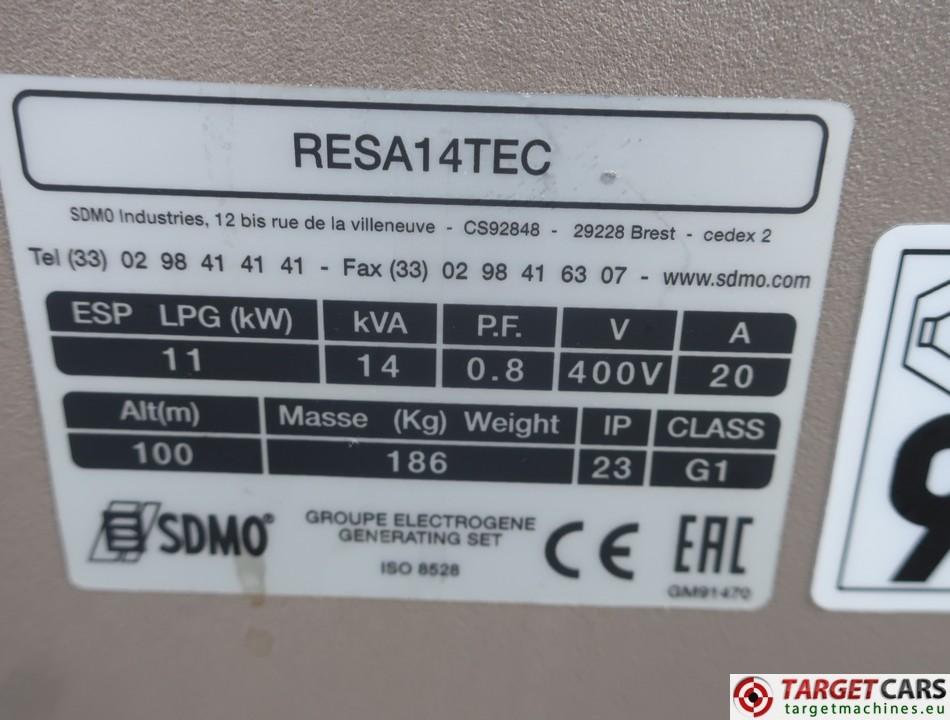 RESA14TEC
SDMO Industries, 12 bis rue de la villeneuve - CS92848 - 29228 Brest - cedex 2
Tel (33) 02 98 41 41 41 - Fax (33) 02 98 41 63 07 - www.sdmo.com
ESP LPG (kW) kVA P.F. V A
11 14 0.8 400V 20
Alt(m) Masse (Kg) Weight IP CLASS
100 186 23 G1
SDMO® GROUPE ELECTROGENE
GENERATING SET
ISO 8528
CE EAC
GM91470
9
TARGETCARS
targetmachines.eu